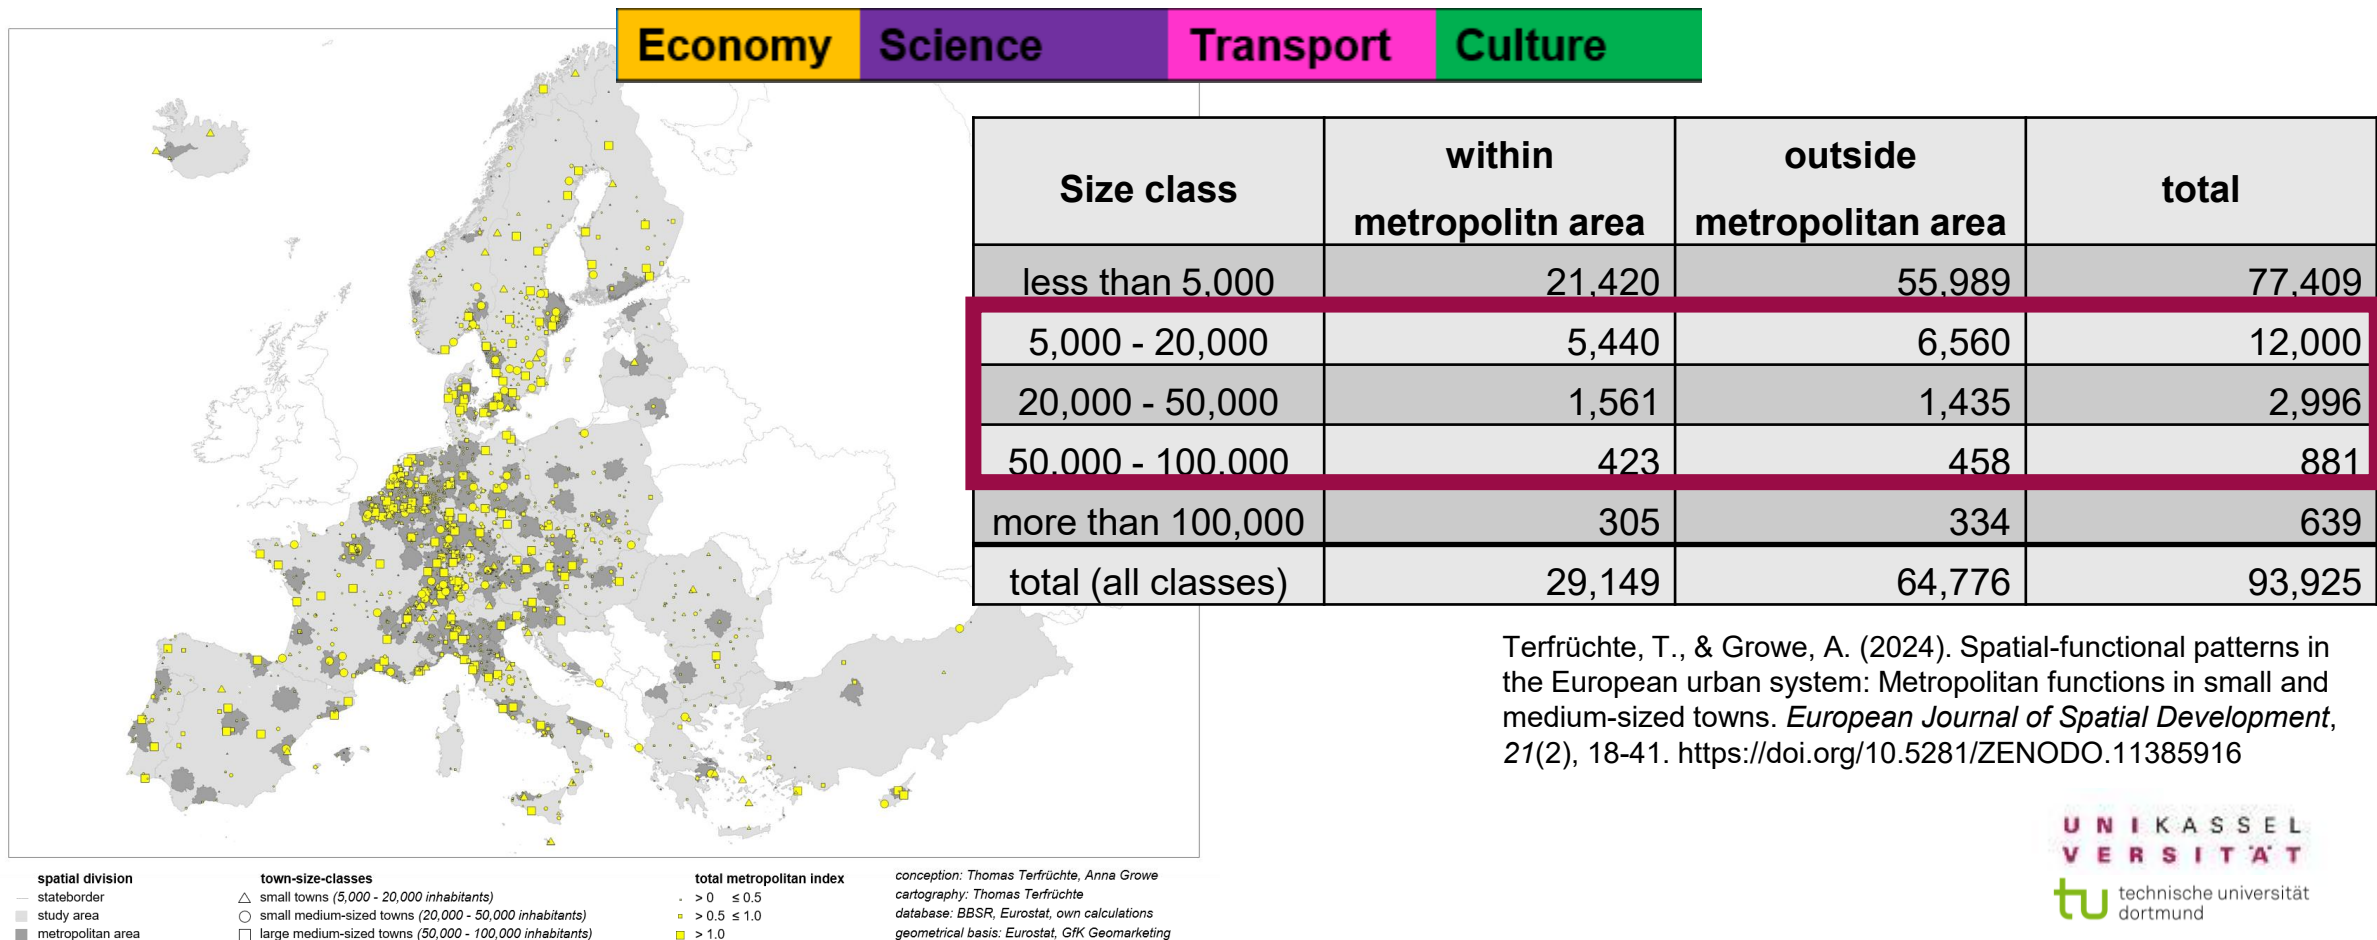 Economy Science Transport Culture
Size class within metropolitn area outside metropolitan area total
less than 5,000 21,420 55,989 77,409
5,000 - 20,000 5,440 6,560 12,000
20,000 - 50,000 1,561 1,435 2,996
50,000 - 100,000 423 458 881
more than 100,000 305 334 639
total (all classes) 29,149 64,776 93,925
Terfrüchte, T., & Growe, A. (2024). Spatial-functional patterns in
the European urban system: Metropolitan functions in small and
medium-sized towns. European Journal of Spatial Development,
21(2), 18-41. https://doi.org/10.5281/ZENODO.11385916
UNIKASSEL
VERSITÄT
tu technische universität
dortmund
spatial division
stateborder
study area
metropolitan area
town-size-classes
small towns (5,000 - 20,000 inhabitants)
small medium-sized towns (20,000 - 50,000 inhabitants)
large medium-sized towns (50,000 - 100,000 inhabitants)
total metropolitan index
> 0 ≤ 0.5
> 0.5 ≤ 1.0
> 1.0
conception: Thomas Terfrüchte, Anna Growe
cartography: Thomas Terfrüchte
database: BBSR, Eurostat, own calculations
geometrical basis: Eurostat, GfK Geomarketing